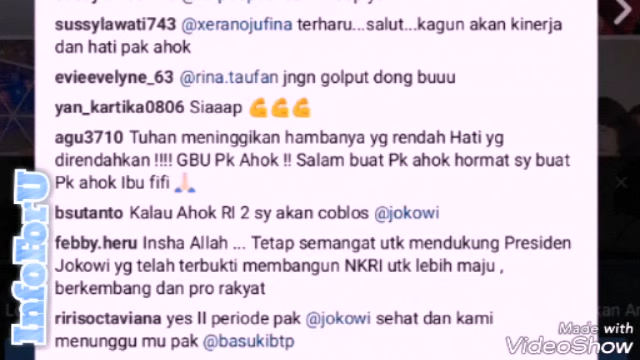 sussylawati743 @xeranojufina terharu...salut...kagun akan kinerja
dan hati pak ahok
evieevelyne_63 @rina.taufan jngn golput dong buuu
yan_kartika0806 Siaaap 💪💪💪
agu3710 Tuhan meninggikan hambanya yg rendah Hati yg
direndahkan !!!! GBU Pk Ahok !! Salam buat Pk ahok hormat sy buat
Pk ahok Ibu fifi 🙏🏻
bsutanto Kalau Ahok RI 2 sy akan coblos @jokowi
febby.heru Insha Allah ... Tetap semangat utk mendukung Presiden
Jokowi yg telah terbukti membangun NKRI utk lebih maju ,
berkembang dan pro rakyat
ririsoctaviana yes II periode pak @jokowi sehat dan kami
menunggu mu pak @basukibtp
InfoForU
Made with
VideoShow